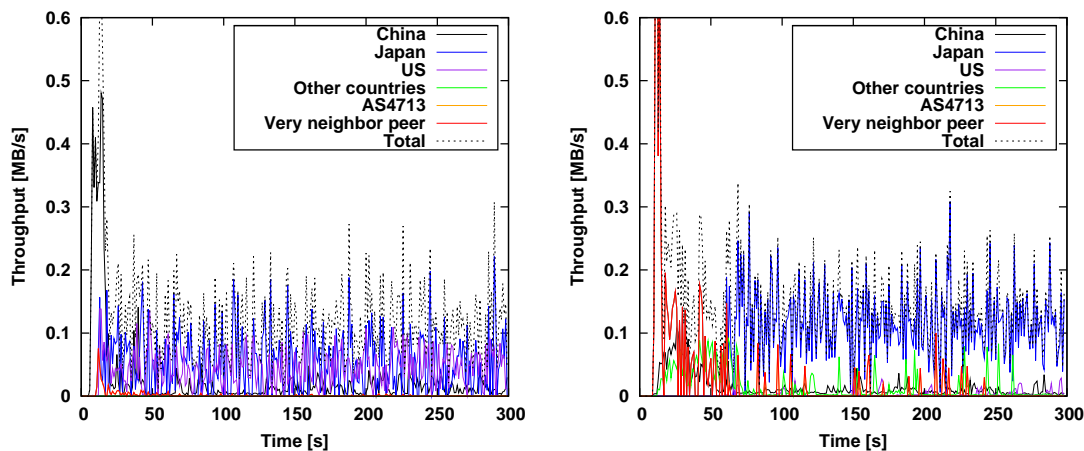 Throughput [MB/s]
0.6
0.5
0.4
0.3
0.2
0.1
0
China
Japan
US
Other countries
AS4713
Very neighbor peer
Total
0 50 100 150 200 250 300
Time [s]
Throughput [MB/s]
0.6
0.5
0.4
0.3
0.2
0.1
0
China
Japan
US
Other countries
AS4713
Very neighbor peer
Total
0 50 100 150 200 250 300
Time [s]